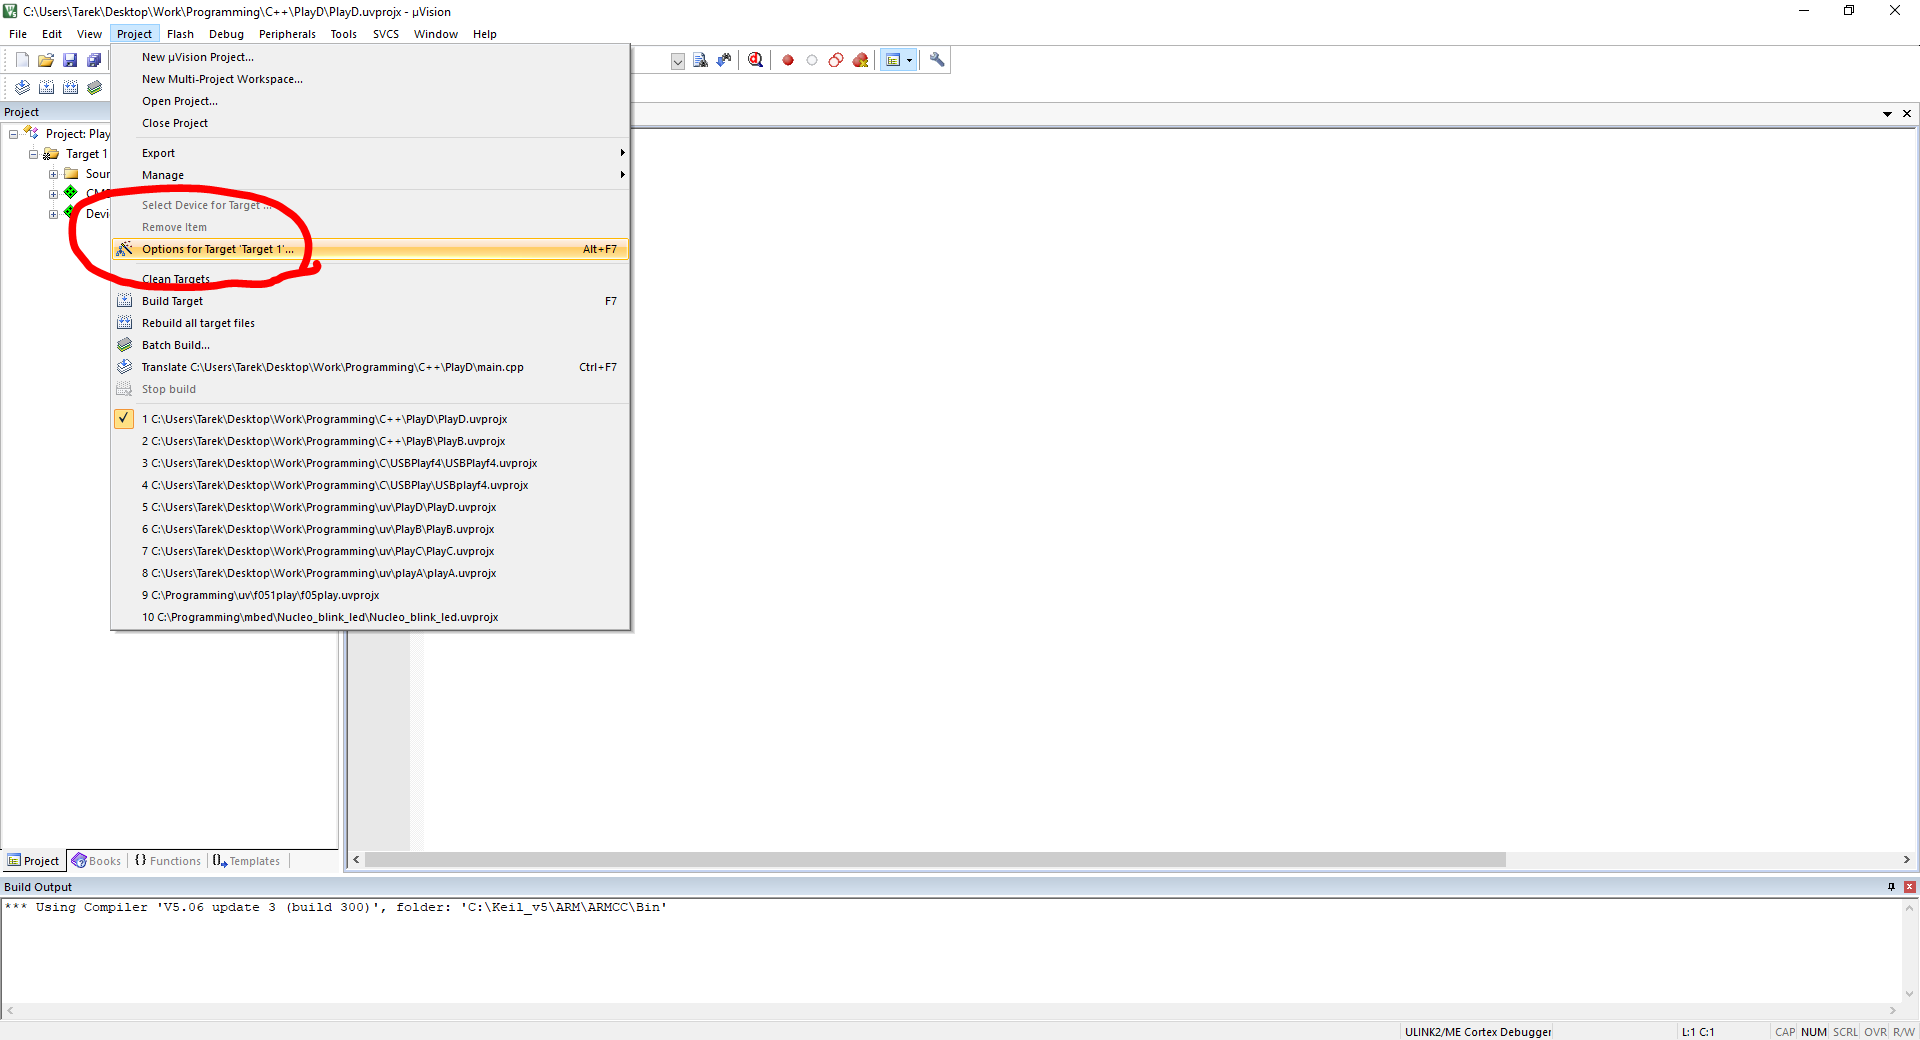 C:\Users\Tarek\Desktop\Work\Programming\C++\PlayD\PlayD.uvprojx - µVision
File Edit View Project Flash Debug Peripherals Tools SVCS Window Help
New µVision Project...
New Multi-Project Workspace...
Open Project...
Close Project
Export
Manage
Select Device for Target ...
Remove Item
Options for Target 'Target 1'... Alt+F7
Clean Targets
Build Target F7
Rebuild all target files
Batch Build...
Translate C:\Users\Tarek\Desktop\Work\Programming\C++\PlayD\main.cpp Ctrl+F7
Stop build
1 C:\Users\Tarek\Desktop\Work\Programming\C++\PlayD\PlayD.uvprojx
2 C:\Users\Tarek\Desktop\Work\Programming\C++\PlayB\PlayB.uvprojx
3 C:\Users\Tarek\Desktop\Work\Programming\C\USBPlayf4\USBPlayf4.uvprojx
4 C:\Users\Tarek\Desktop\Work\Programming\C\USBPlay\USBplayf4.uvprojx
5 C:\Users\Tarek\Desktop\Work\Programming\uv\PlayD\PlayD.uvprojx
6 C:\Users\Tarek\Desktop\Work\Programming\uv\PlayB\PlayB.uvprojx
7 C:\Users\Tarek\Desktop\Work\Programming\uv\PlayC\PlayC.uvprojx
8 C:\Users\Tarek\Desktop\Work\Programming\uv\playA\playA.uvprojx
9 C:\Programming\uv\f051play\f05play.uvprojx
10 C:\Programming\mbed\Nucleo_blink_led\Nucleo_blink_led.uvprojx
Project
Project: Play
Target 1
Sour
Devi
Project Books {} Functions Templates
Build Output
*** Using Compiler 'V5.06 update 3 (build 300)', folder: 'C:\Keil_v5\ARM\ARMCC\Bin'
ULINK2/ME Cortex Debugger L:1 C:1 CAP NUM SCRL OVR R/W